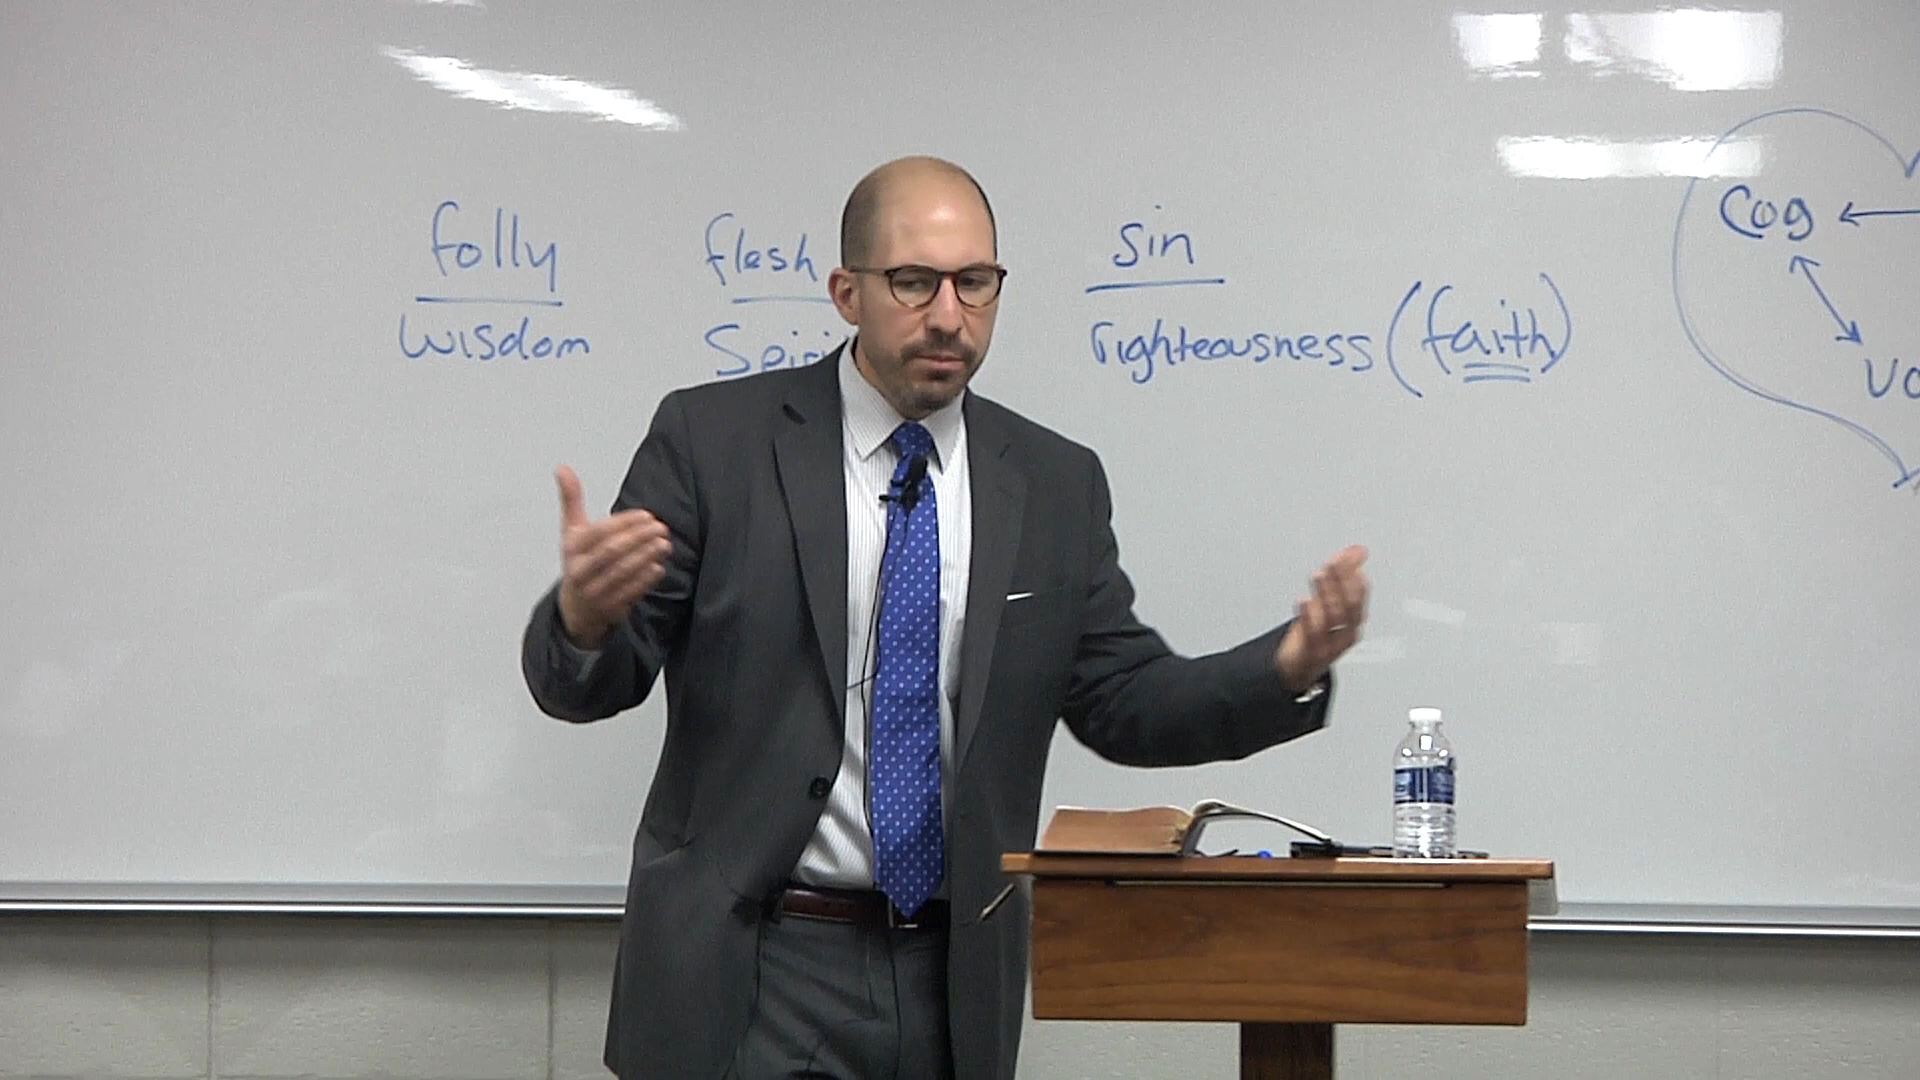 folly
wisdom
flesh
sin
righteousness (faith)
Cog